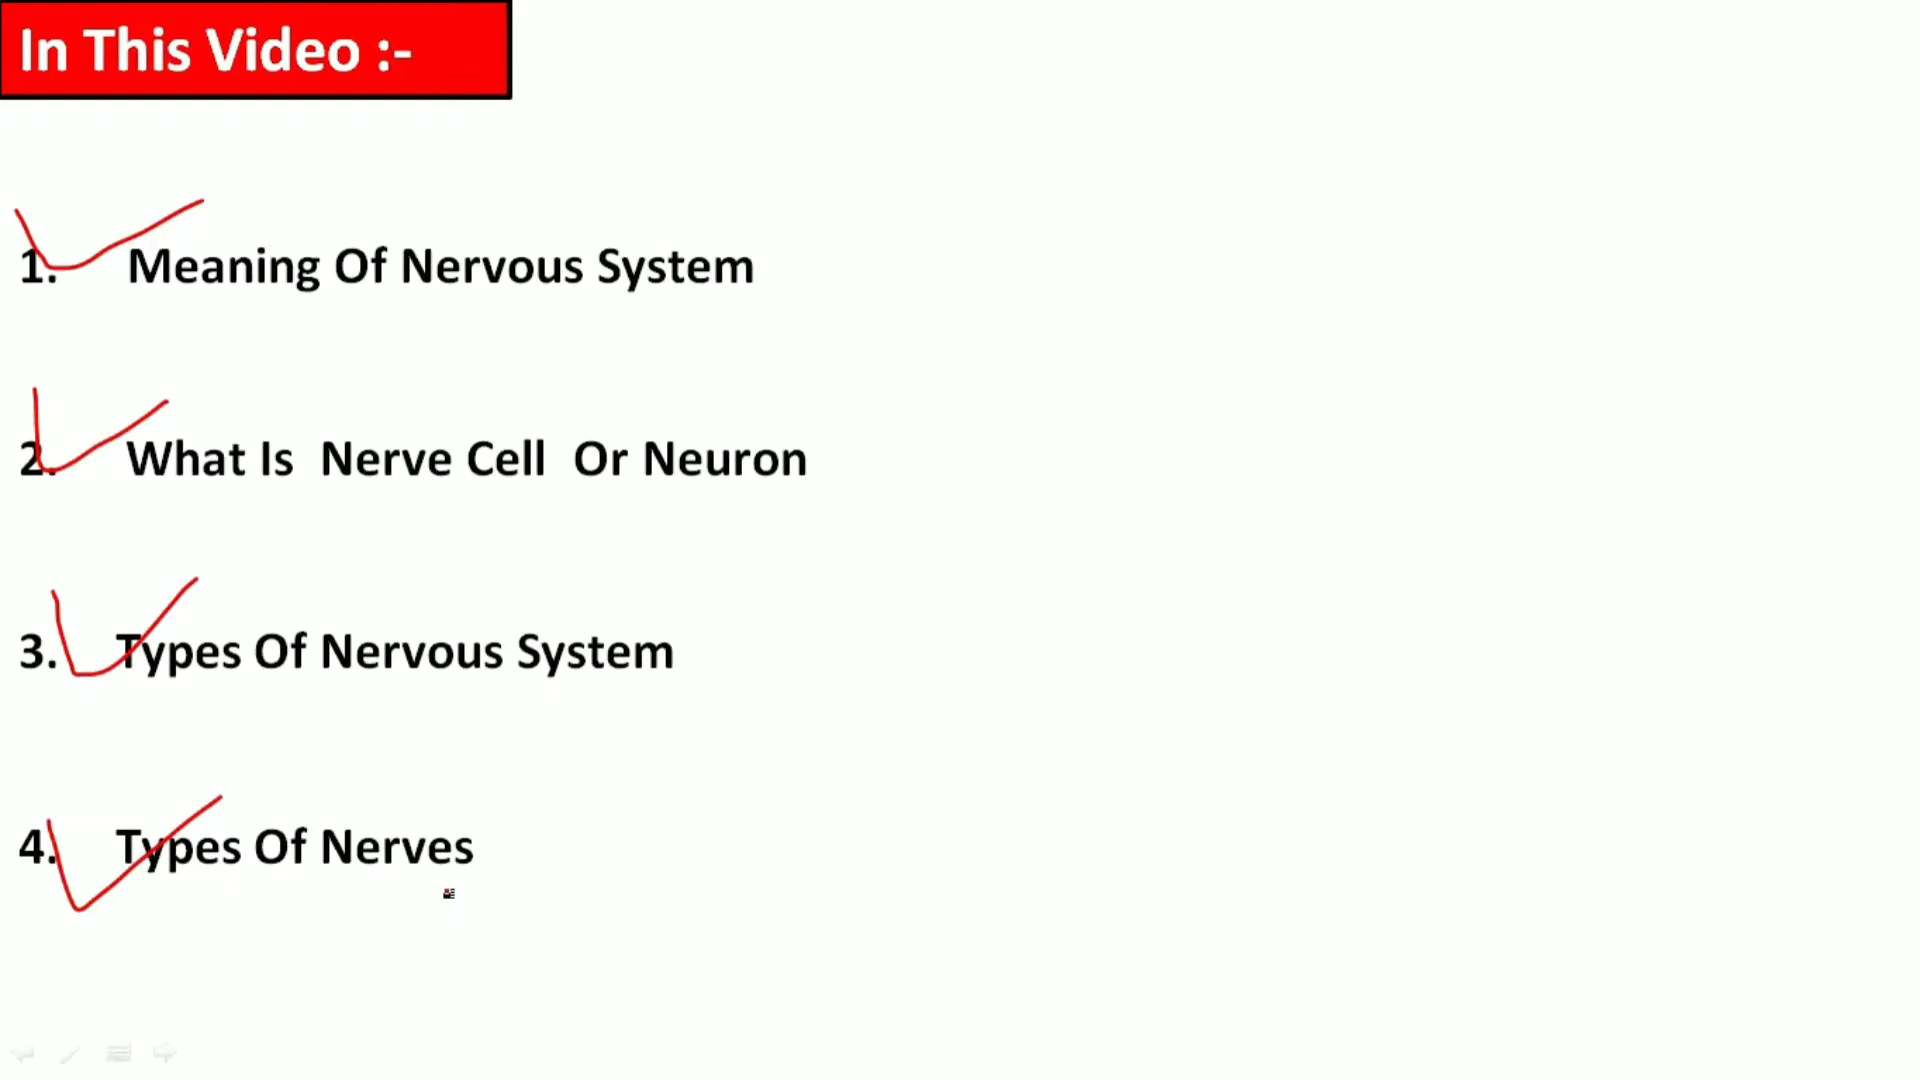 In This Video :-
1. Meaning Of Nervous System
2. What Is Nerve Cell Or Neuron
3. Types Of Nervous System
4. Types Of Nerves